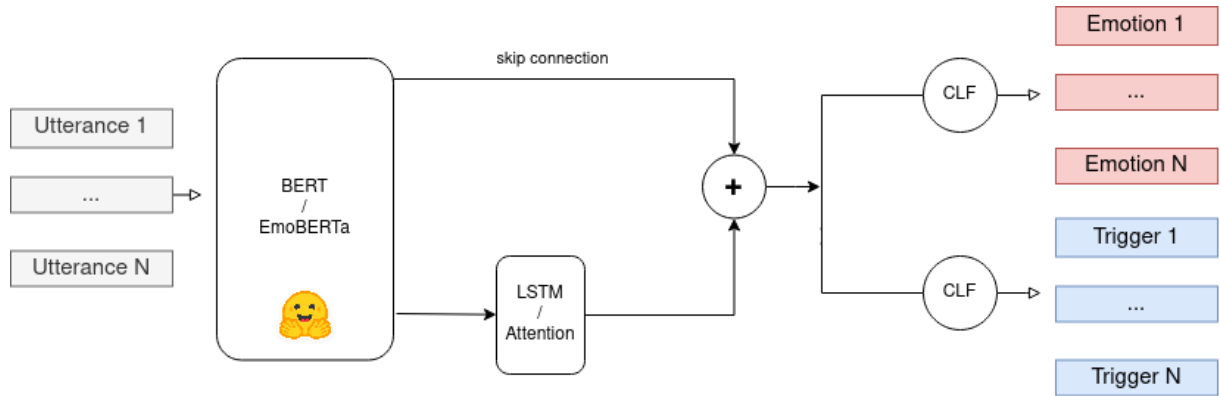 Utterance 1
...
Utterance N
BERT
/
EmoBERTa
skip connection
LSTM
/
Attention
+
CLF
CLF
Emotion 1
...
Emotion N
Trigger 1
...
Trigger N